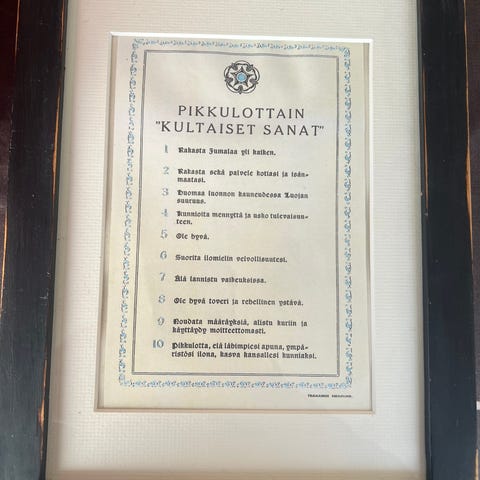 PIKKULOTTAIN
"KULTAISET SANAT"
1 Rakasta Jumalaa yli kaiken.
2 Rakasta sekä palvele kotiasi ja isän-
maatasi.
3 Huomaa luonnon kauneudessa Luojan
suuruus.
4 Kunnioita mennyttä ja usko tulevaisuu-
teen.
5 Ole hyvä.
6 Suorita ilomielin velvollisuutesi.
7 Älä lannistu vaikeuksissa.
8 Ole hyvä toveri ja rehellinen ystävä.
9 Noudata määräyksiä, alistu kuriin ja
käyttäydy moitteettomasti.
10 Pikkulotta, elä lähimpiesi apuna, ympä-
ristösi ilona, kasva kansallesi kunniaksi.